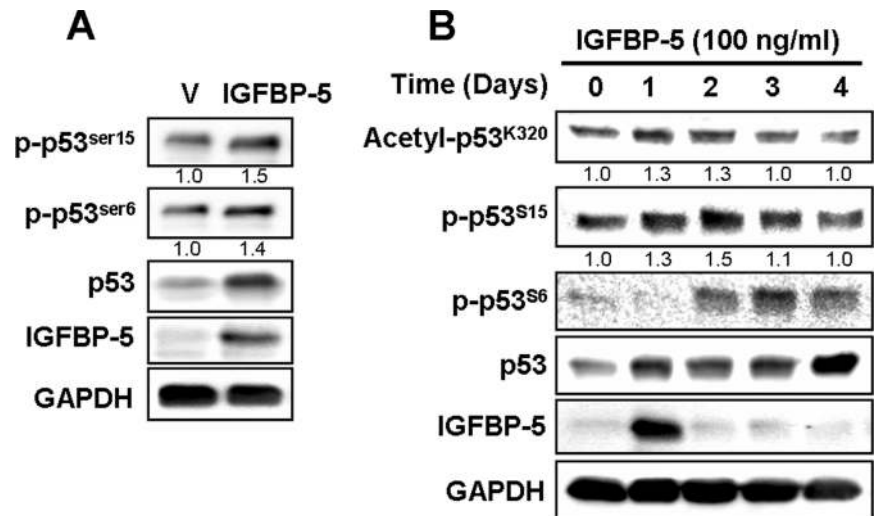 A
V IGFBP-5
p-p53ser15
1.0 1.5
p-p53ser6
1.0 1.4
p53
IGFBP-5
GAPDH
B
IGFBP-5 (100 ng/ml)
Time (Days) 0 1 2 3 4
Acetyl-p53K320
1.0 1.3 1.3 1.0 1.0
p-p53S15
1.0 1.3 1.5 1.1 1.0
p-p53S6
p53
IGFBP-5
GAPDH